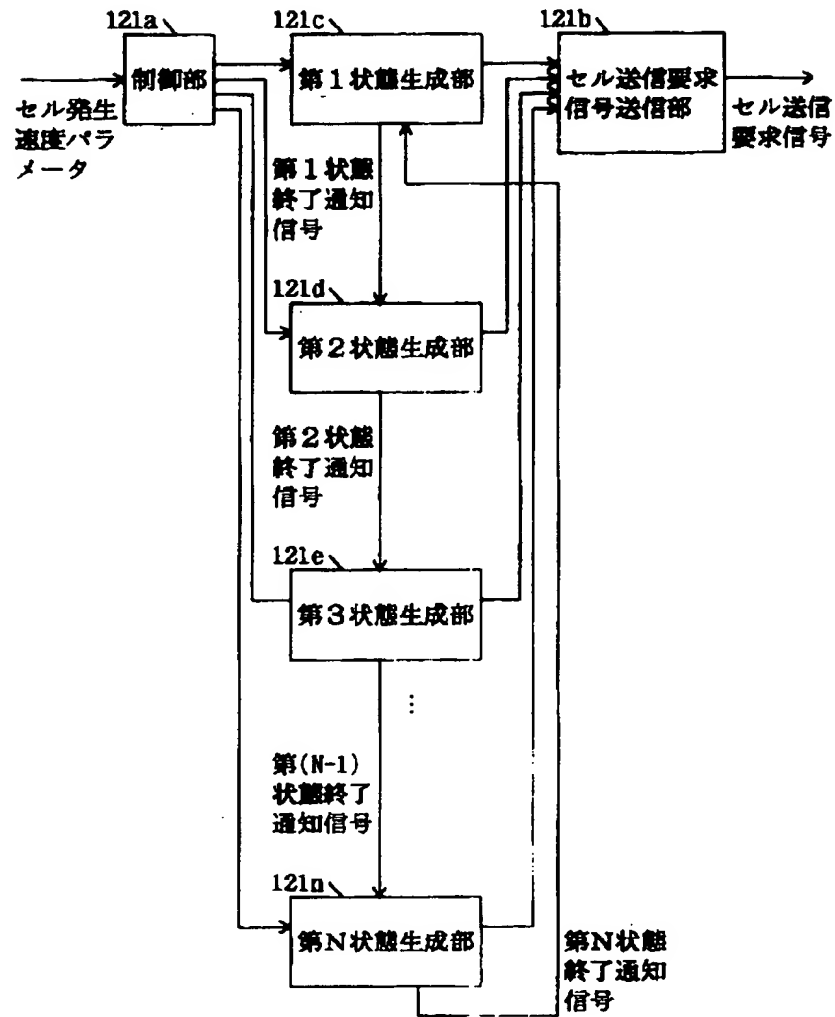 121a
121c
121b
制御部
第1状態生成部
セル送信要求
信号送信部
セル発生
速度パラ
メータ
セル送信
要求信号
第1状態
終了通知
信号
121d
第2状態生成部
第2状態
終了通知
信号
121e
第3状態生成部
⋯
第(N-1)
状態終了
通知信号
121n
第N状態生成部
第N状態
終了通知
信号